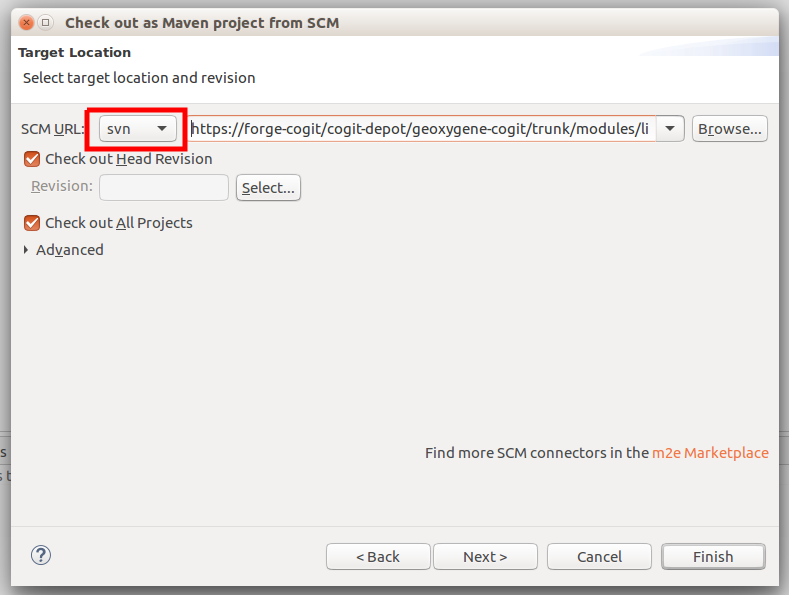 Check out as Maven project from SCM
Target Location
Select target location and revision
SCM URL: svn https://forge-cogit/cogit-depot/geoxygene-cogit/trunk/modules/li Browse...
Check out Head Revision
Revision: Select...
Check out All Projects
Advanced
Find more SCM connectors in the m2e Marketplace
? < Back Next > Cancel Finish